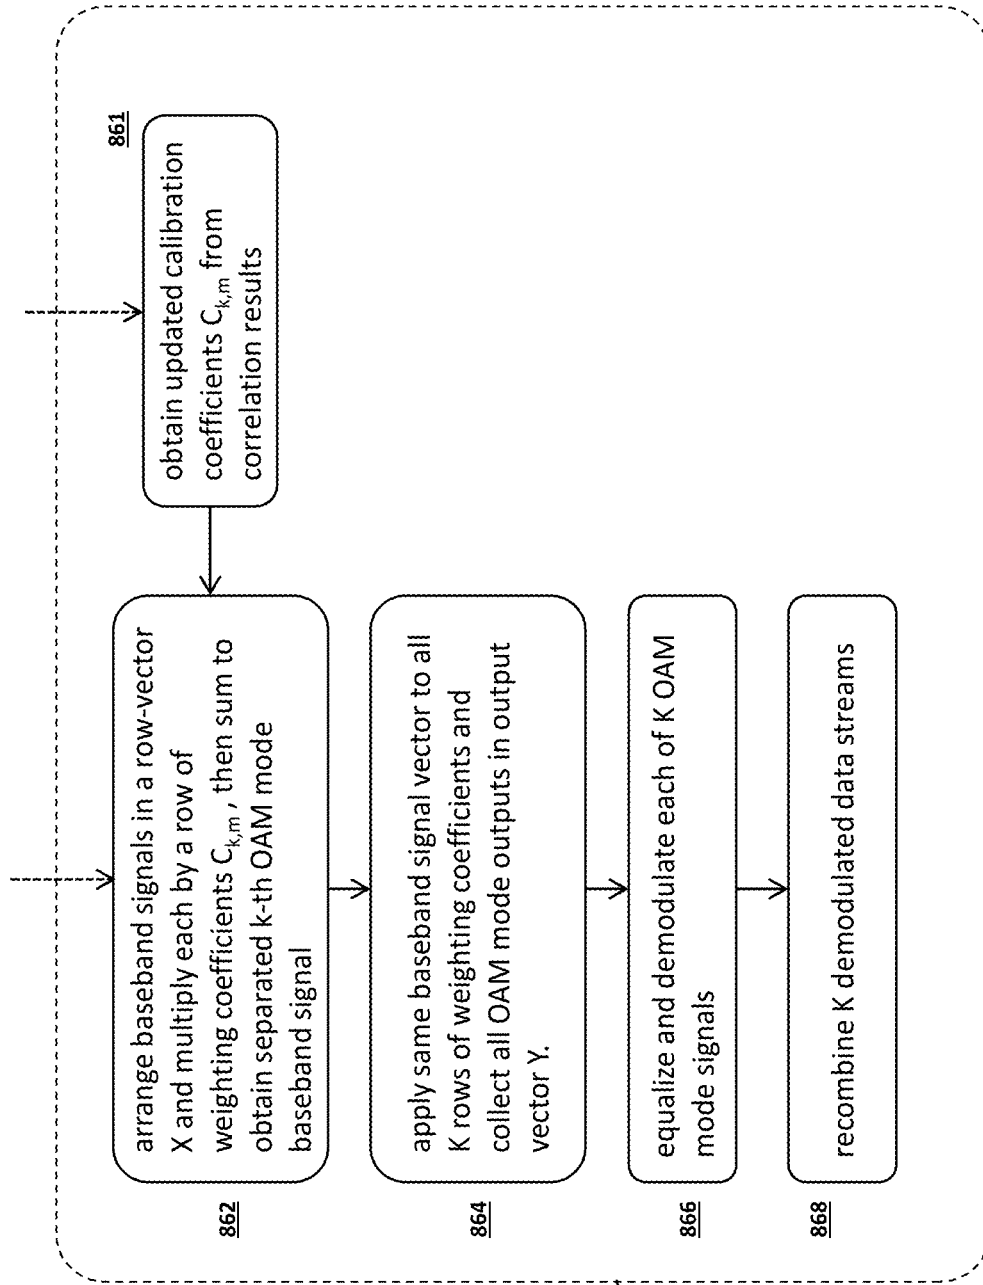 862
arrange baseband signals in a row-vector
X and multiply each by a row of
weighting coefficients Ck,m , then sum to
obtain separated k-th OAM mode
baseband signal
861
obtain updated calibration
coefficients Ck,m from
correlation results
864
apply same baseband signal vector to all
K rows of weighting coefficients and
collect all OAM mode outputs in output
vector Y.
866
equalize and demodulate each of K OAM
mode signals
868
recombine K demodulated data streams